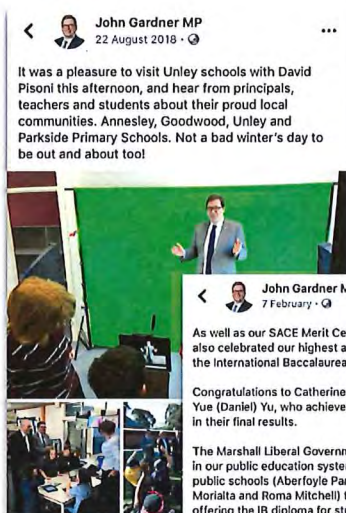 John Gardner MP
22 August 2018 ·
It was a pleasure to visit Unley schools with David
Pisoni this afternoon, and hear from principals,
teachers and students about their proud local
communities. Annesley, Goodwood, Unley and
Parkside Primary Schools. Not a bad winter's day to
be out and about too!
John Gardner M
7 February ·
As well as our SACE Merit Ce
also celebrated our highest a
the International Baccalaurea
Congratulations to Catherine
Yue (Daniel) Yu, who achieve
in their final results.
The Marshall Liberal Governm
in our public education syste
public schools (Aberfoyle Par
Morialta and Roma Mitchell) t
offering the IB diploma for st